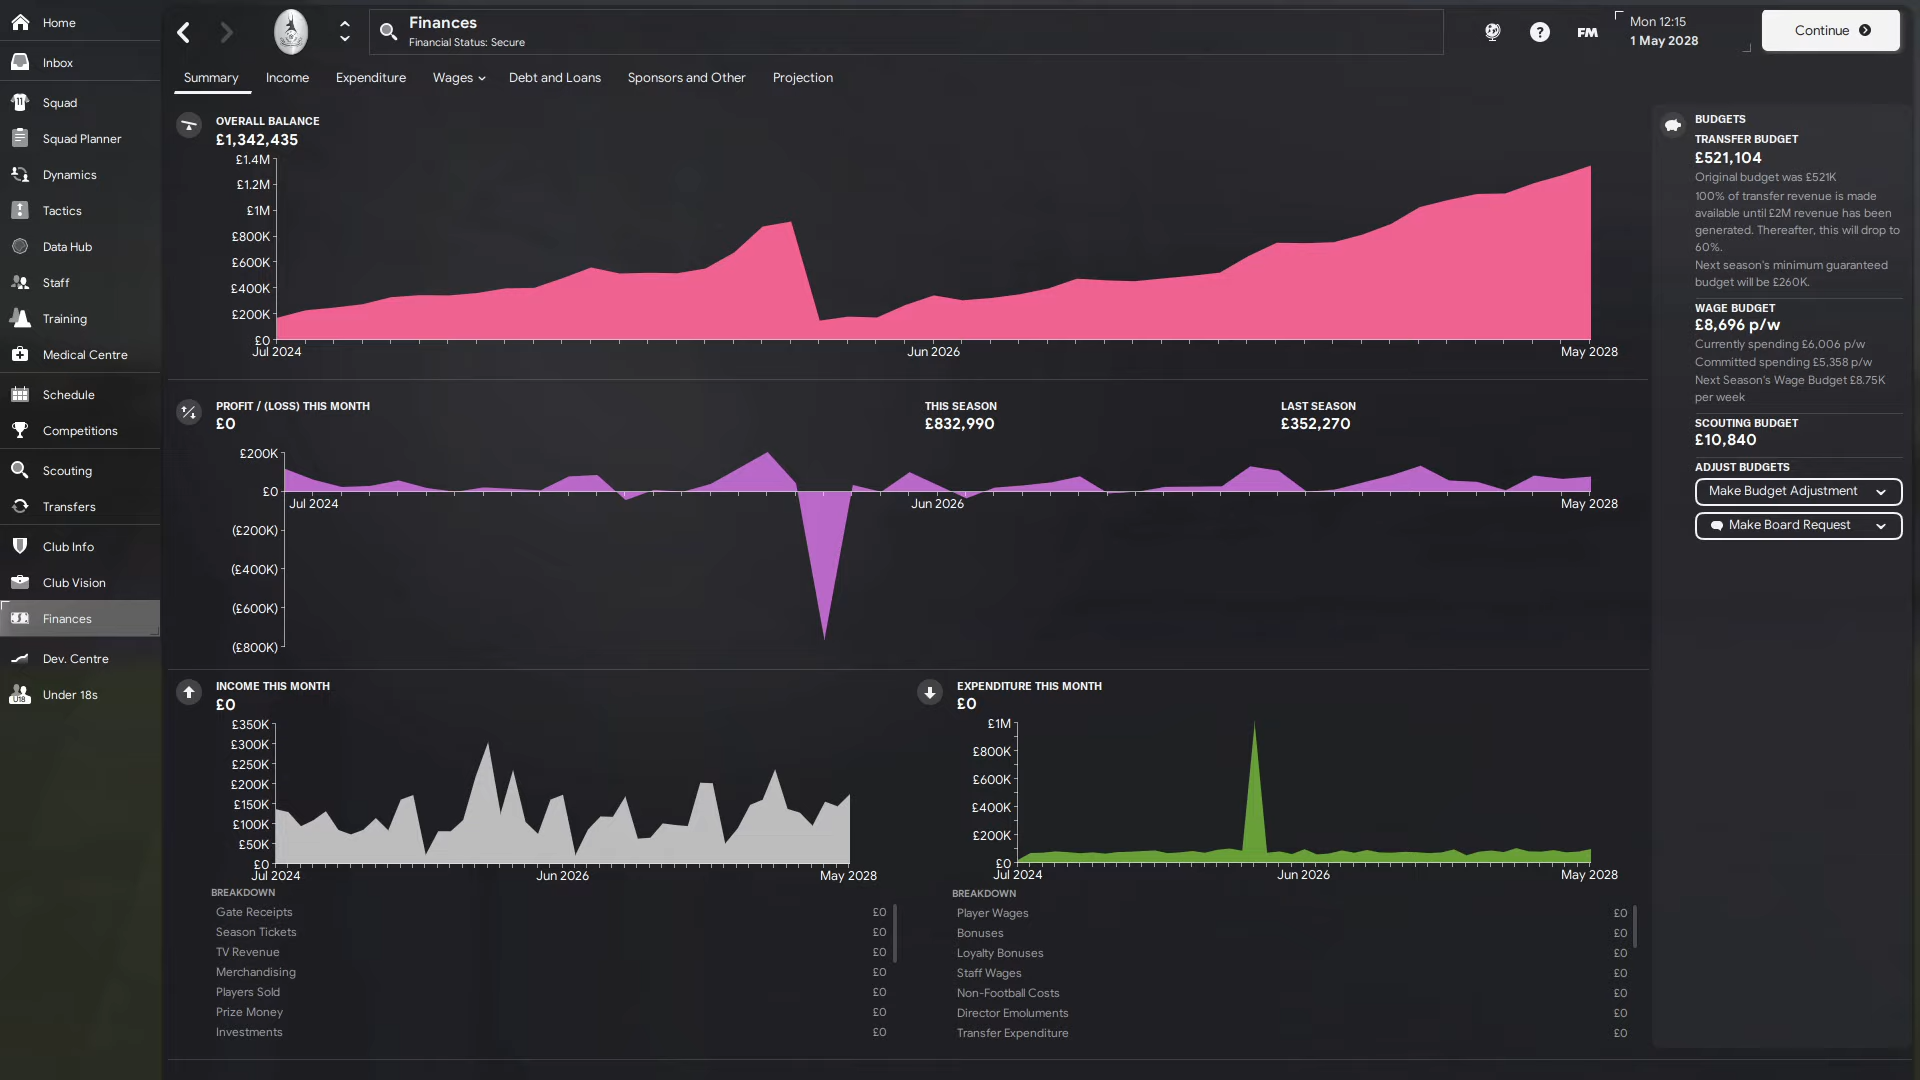 Home
Inbox
Squad
Squad Planner
Dynamics
Tactics
Data Hub
Staff
Training
Medical Centre
Schedule
Competitions
Scouting
Transfers
Club Info
Club Vision
Finances
Dev. Centre
Under 18s
Finances
Financial Status: Secure
FM
Mon 12:15
1 May 2028
Continue
Summary
Income
Expenditure
Wages
Debt and Loans
Sponsors and Other
Projection
OVERALL BALANCE
£1,342,435
£1.4M
£1.2M
£1M
£800K
£600K
£400K
£200K
£0
Jul 2024
Jun 2026
May 2028
PROFIT / (LOSS) THIS MONTH
£0
THIS SEASON
£832,990
LAST SEASON
£352,270
£200K
£0
(£200K)
(£400K)
(£600K)
(£800K)
Jul 2024
Jun 2026
May 2028
INCOME THIS MONTH
£0
£350K
£300K
£250K
£200K
£150K
£100K
£50K
£0
Jul 2024
Jun 2026
May 2028
BREAKDOWN
Gate Receipts £0
Season Tickets £0
TV Revenue £0
Merchandising £0
Players Sold £0
Prize Money £0
Investments £0
EXPENDITURE THIS MONTH
£0
£1M
£800K
£600K
£400K
£200K
£0
Jul 2024
Jun 2026
May 2028
BREAKDOWN
Player Wages £0
Bonuses £0
Loyalty Bonuses £0
Staff Wages £0
Non-Football Costs £0
Director Emoluments £0
Transfer Expenditure £0
BUDGETS
TRANSFER BUDGET
£521,104
Original budget was £521K
100% of transfer revenue is made
available until £2M revenue has been
generated. Thereafter, this will drop to
60%.
Next season's minimum guaranteed
budget will be £260K.
WAGE BUDGET
£8,696 p/w
Currently spending £6,006 p/w
Committed spending £5,358 p/w
Next Season's Wage Budget £8.75K
per week
SCOUTING BUDGET
£10,840
ADJUST BUDGETS
Make Budget Adjustment
Make Board Request